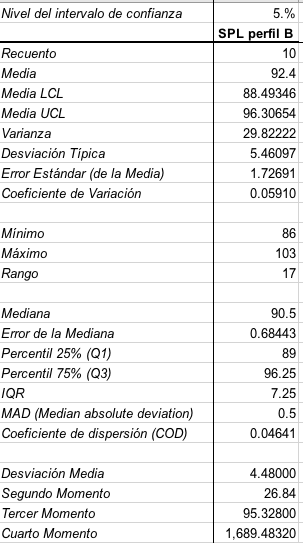 Nivel del intervalo de confianza 5.%
SPL perfil B
Recuento 10
Media 92.4
Media LCL 88.49346
Media UCL 96.30654
Varianza 29.82222
Desviación Típica 5.46097
Error Estándar (de la Media) 1.72691
Coeficiente de Variación 0.05910
Mínimo 86
Máximo 103
Rango 17
Mediana 90.5
Error de la Mediana 0.68443
Percentil 25% (Q1) 89
Percentil 75% (Q3) 96.25
IQR 7.25
MAD (Median absolute deviation) 0.5
Coeficiente de dispersión (COD) 0.04641
Desviación Media 4.48000
Segundo Momento 26.84
Tercer Momento 95.32800
Cuarto Momento 1,689.48320